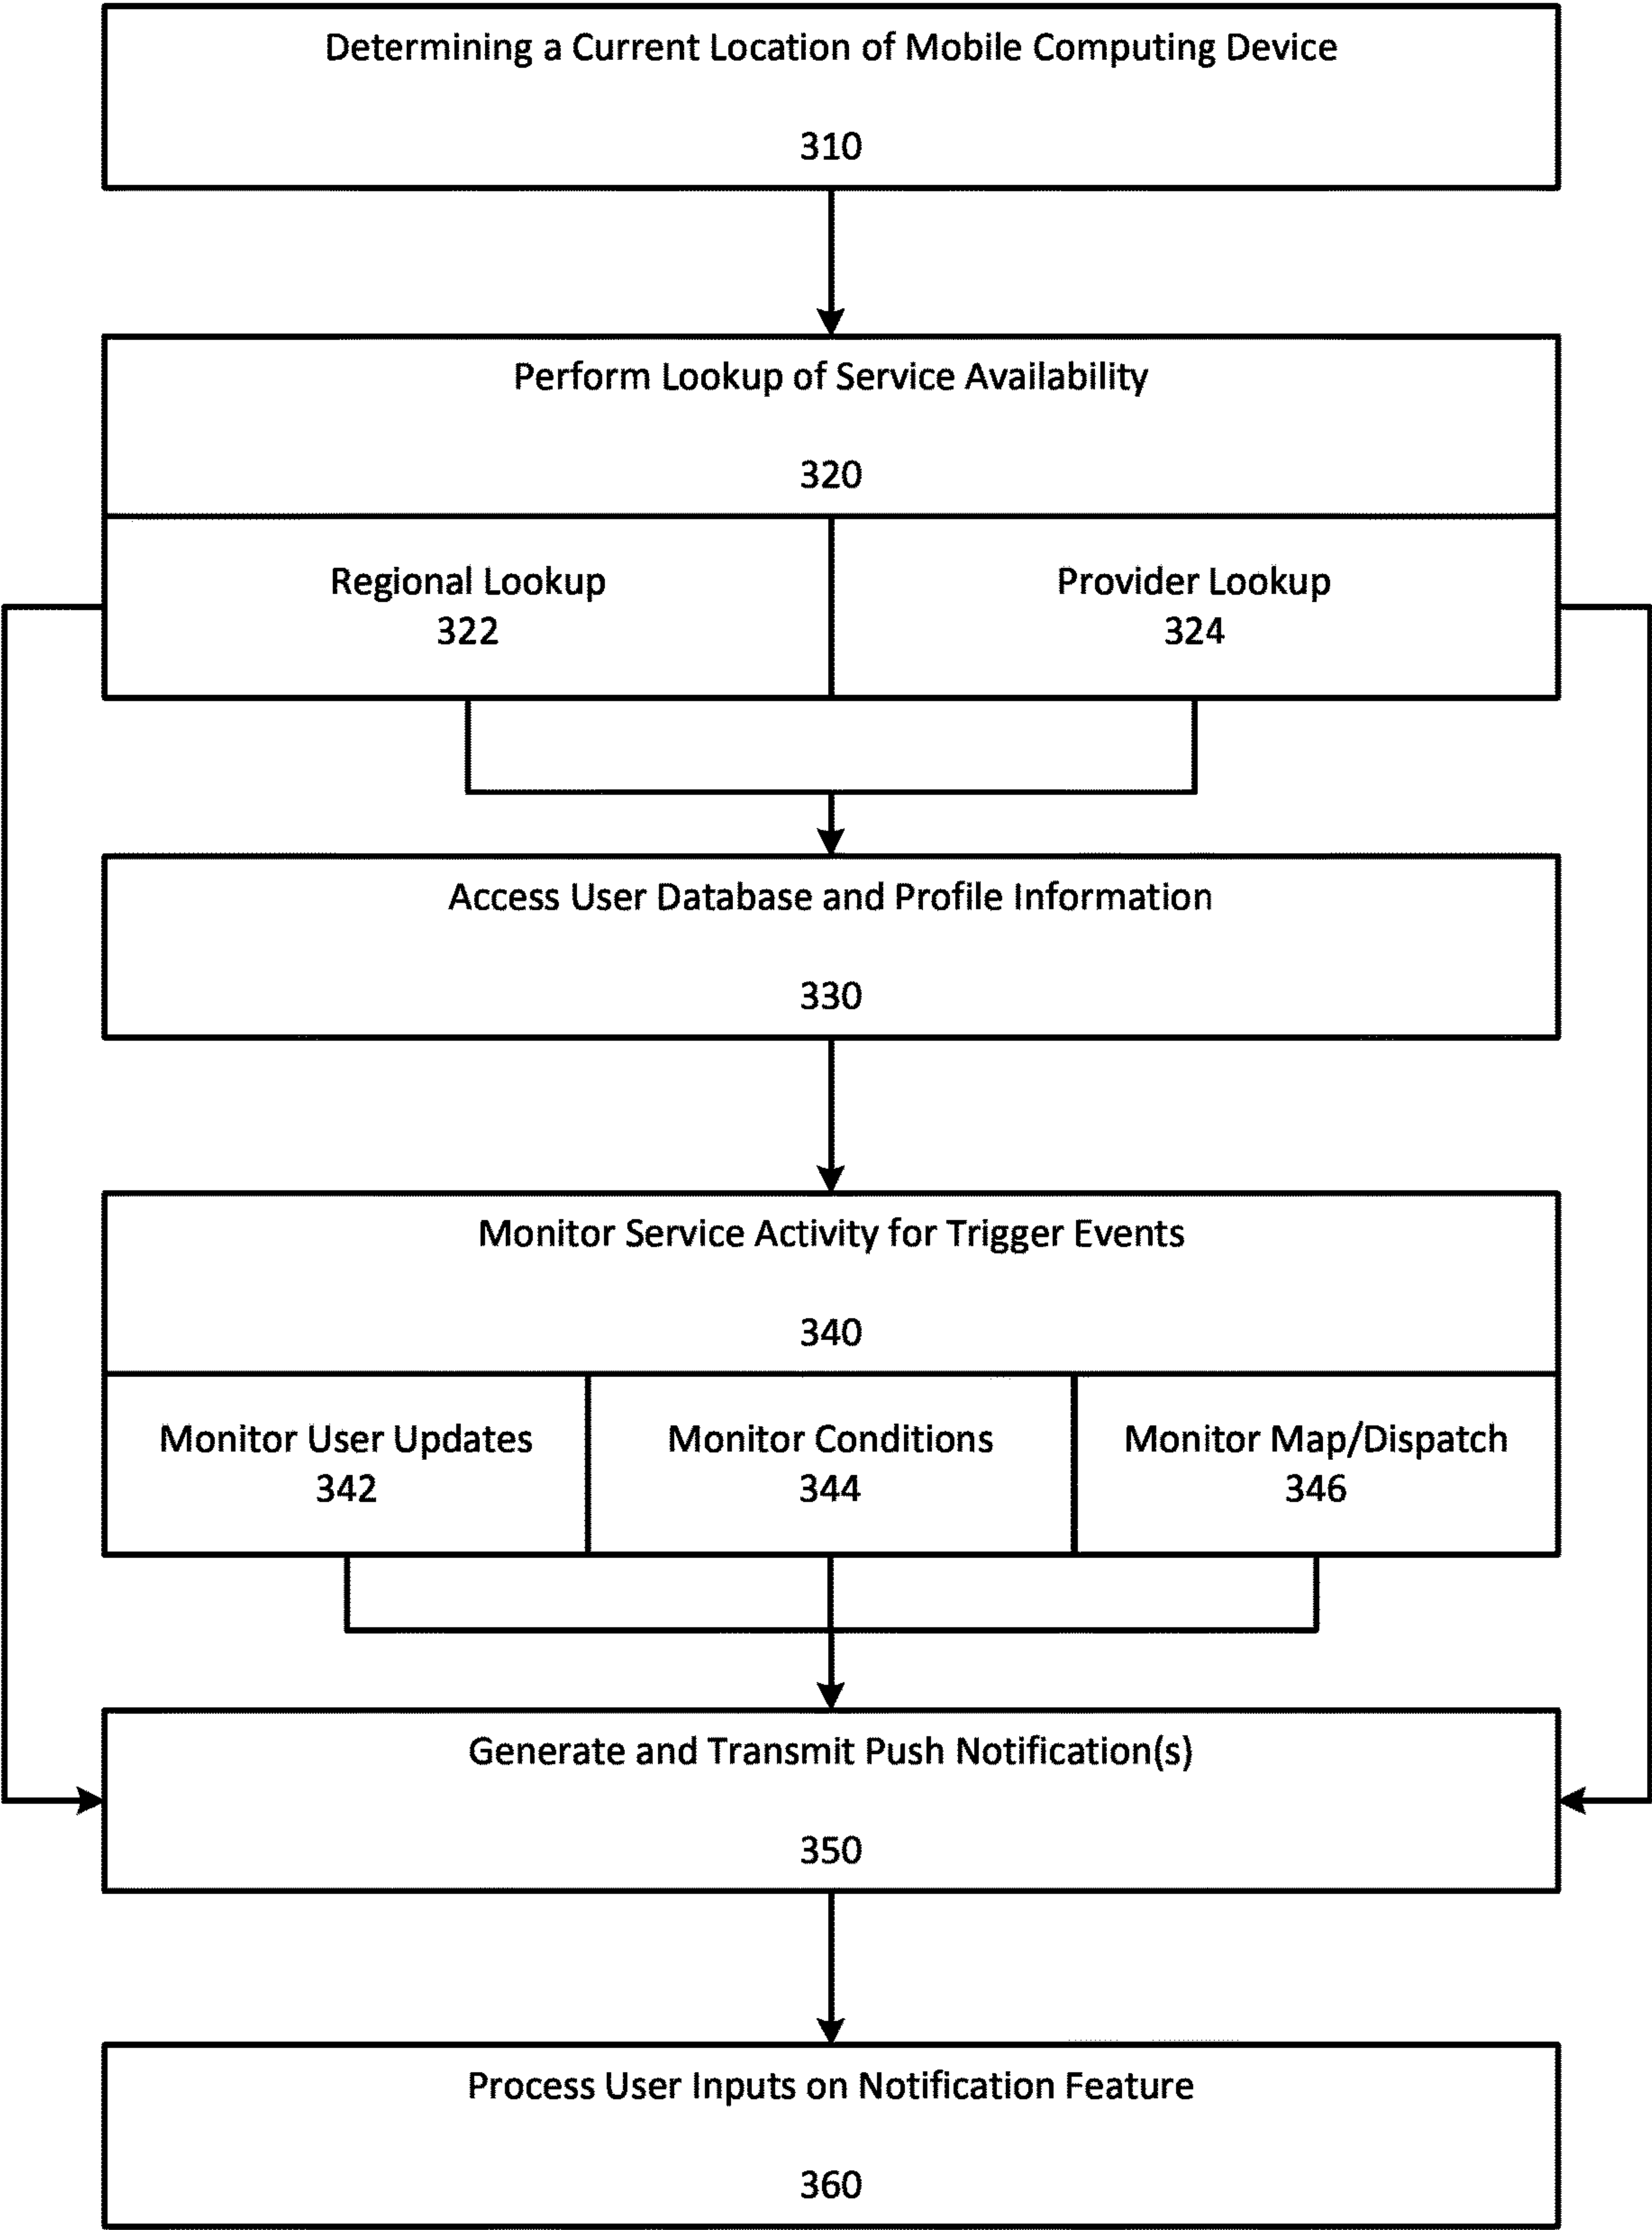 Determining a Current Location of Mobile Computing Device
310
Perform Lookup of Service Availability
320
Regional Lookup
322
Provider Lookup
324
Access User Database and Profile Information
330
Monitor Service Activity for Trigger Events
340
Monitor User Updates
342
Monitor Conditions
344
Monitor Map/Dispatch
346
Generate and Transmit Push Notification(s)
350
Process User Inputs on Notification Feature
360